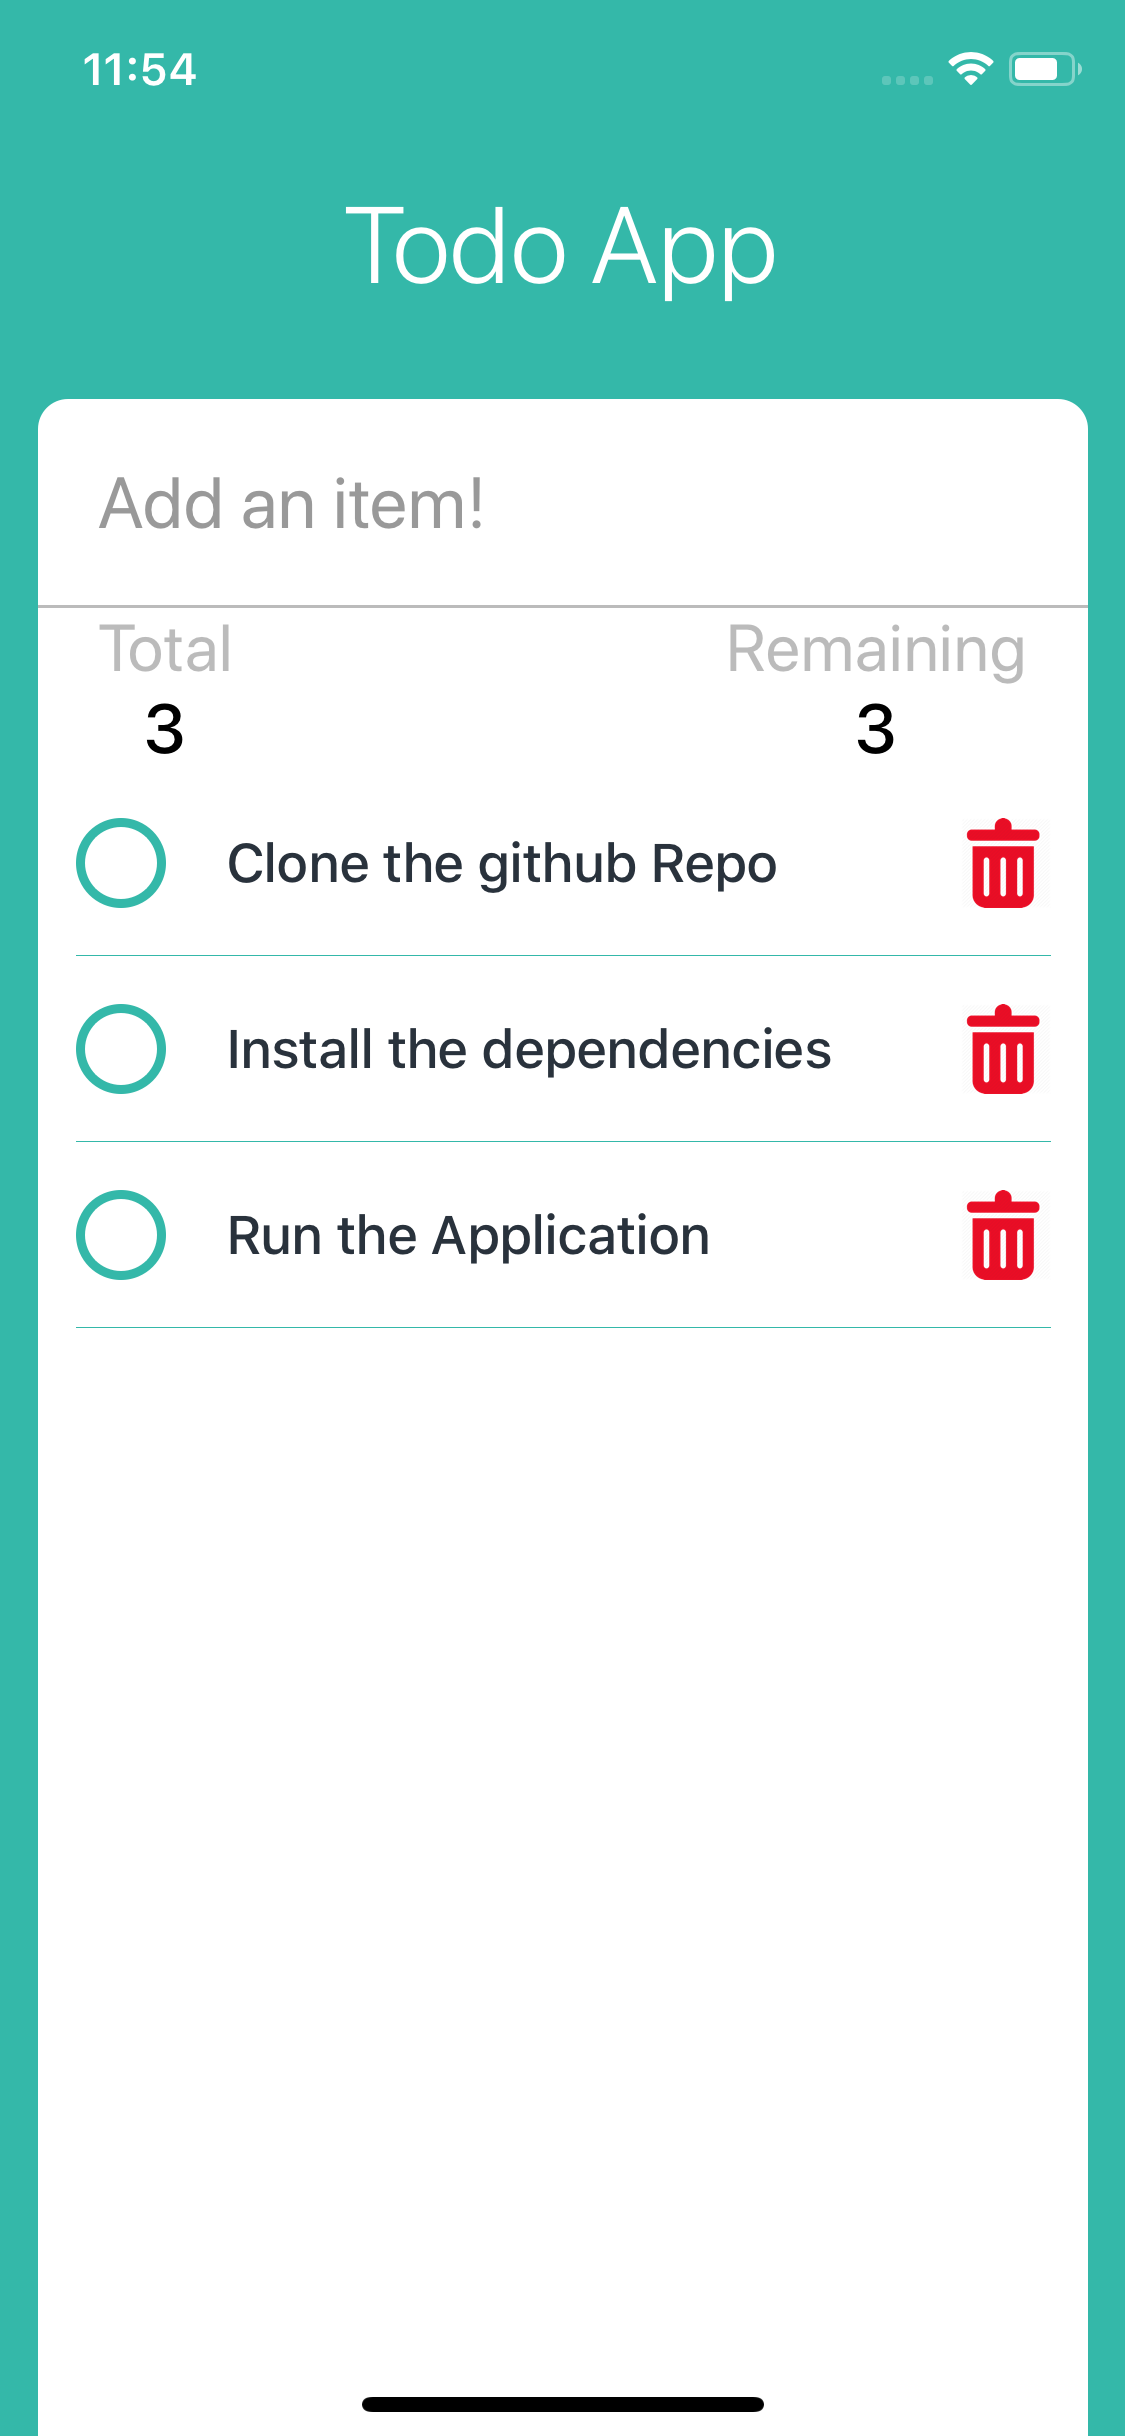 11:54
Todo App
Add an item!
Total Remaining
3 3
Clone the github Repo
Install the dependencies
Run the Application